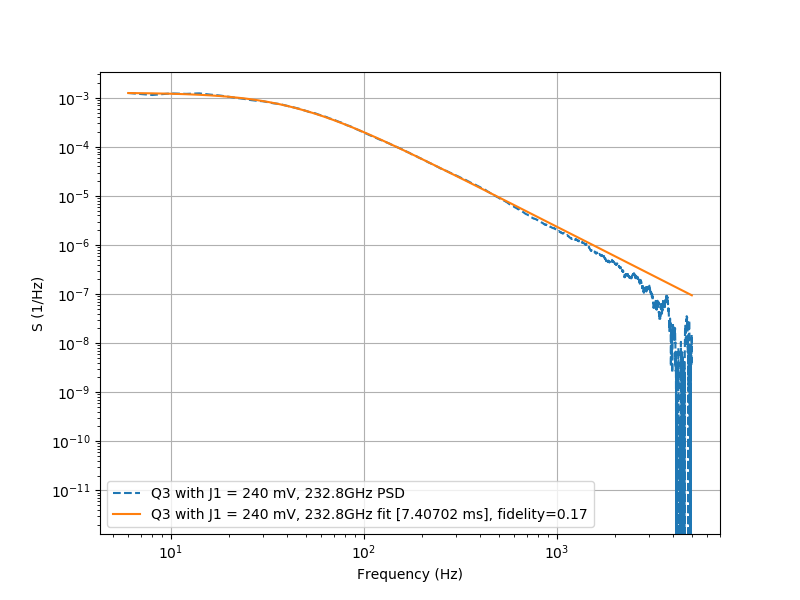 10⁻³
10⁻⁴
10⁻⁵
10⁻⁶
10⁻⁷
10⁻⁸
10⁻⁹
10⁻¹⁰
10⁻¹¹
S (1/Hz)
Q3 with J1 = 240 mV, 232.8GHz PSD
Q3 with J1 = 240 mV, 232.8GHz fit [7.40702 ms], fidelity=0.17
10¹ 10² 10³
Frequency (Hz)